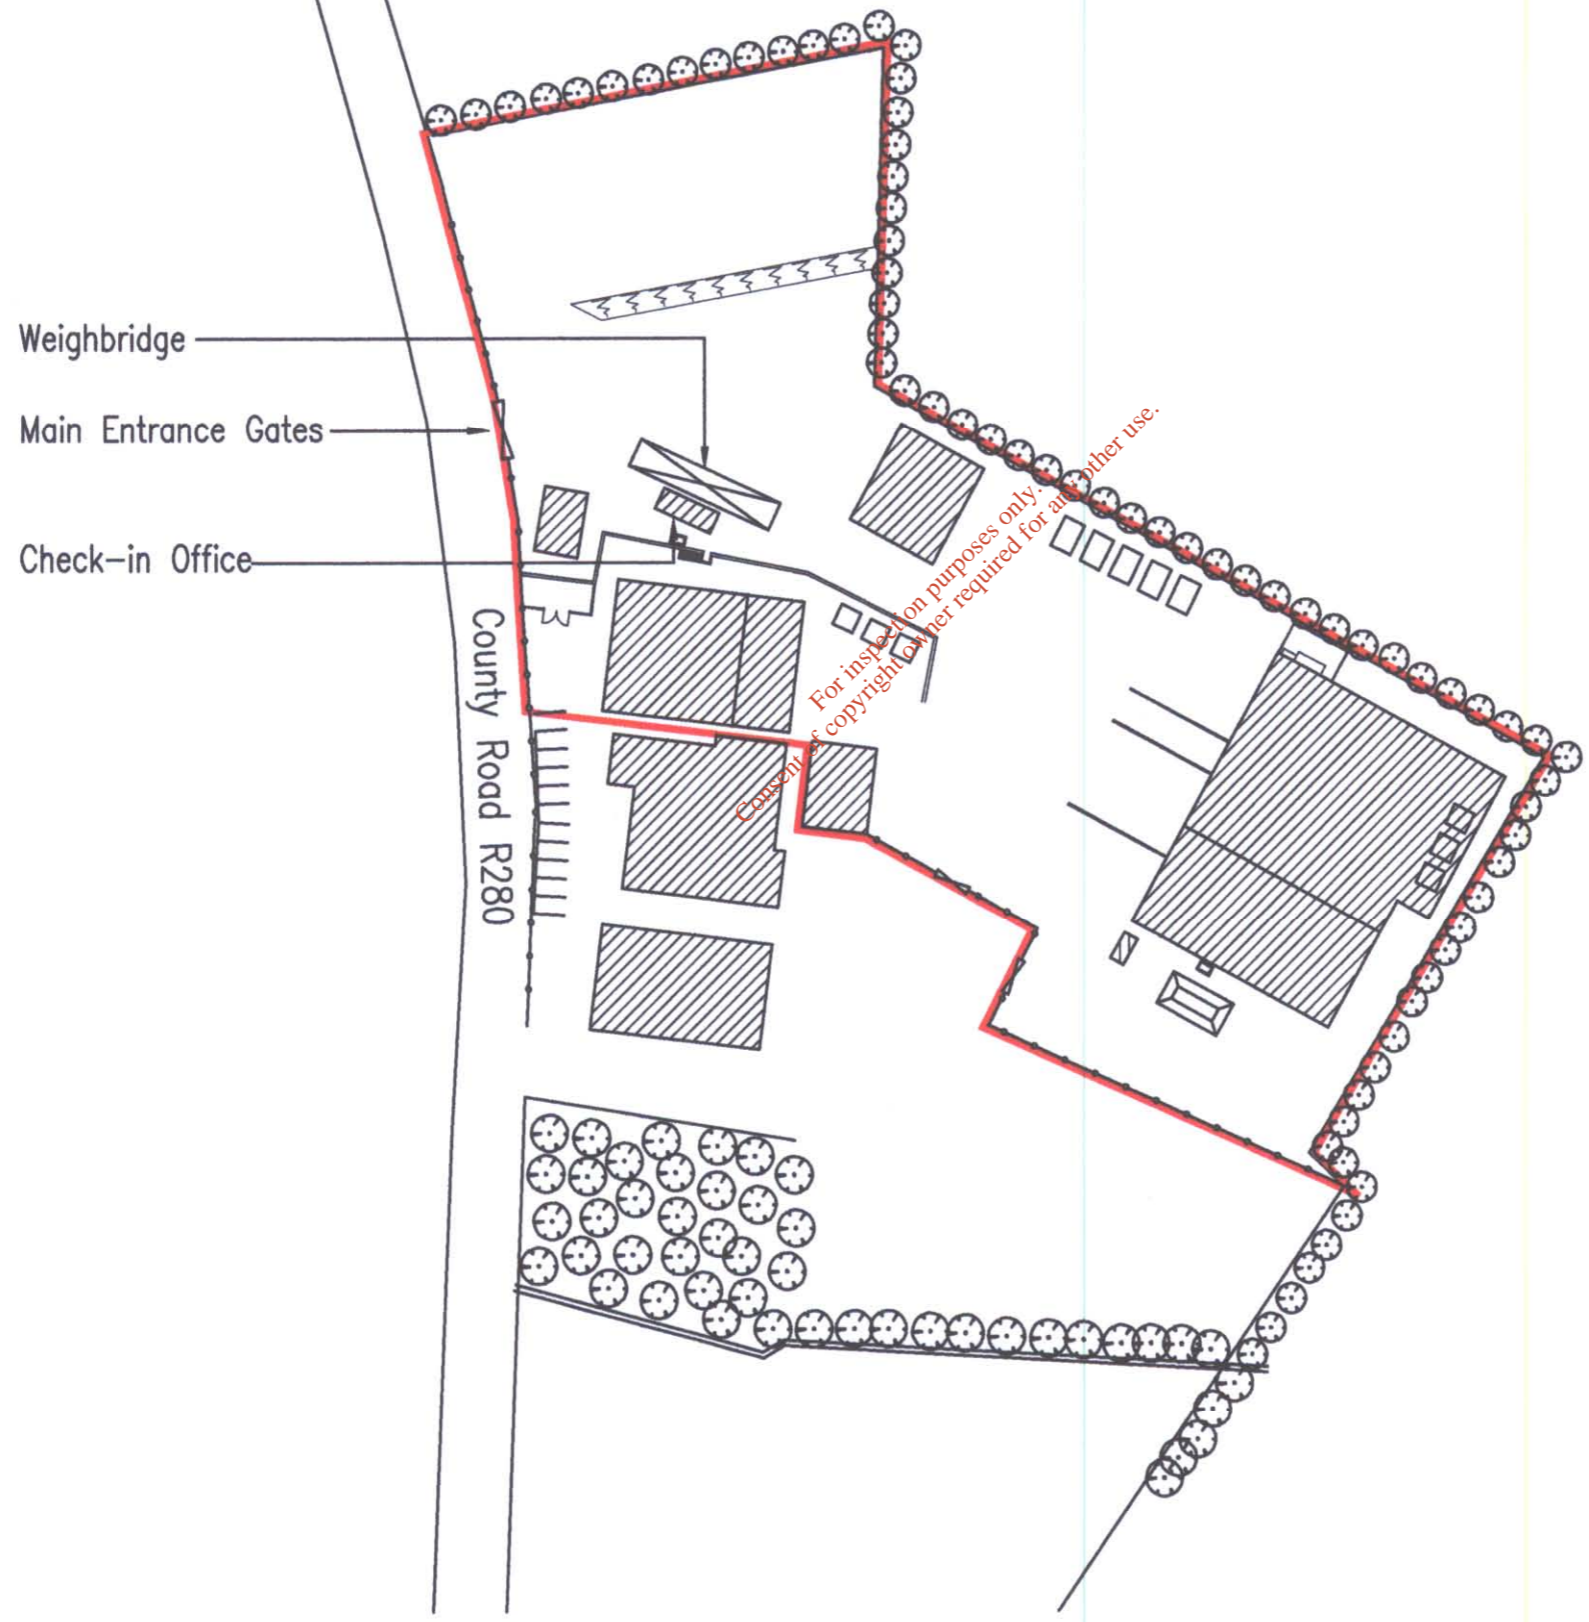 Weighbridge
Main Entrance Gates
Check-in Office
County Road R280
For inspection purposes only.
Consent of copyright owner required for any other use.